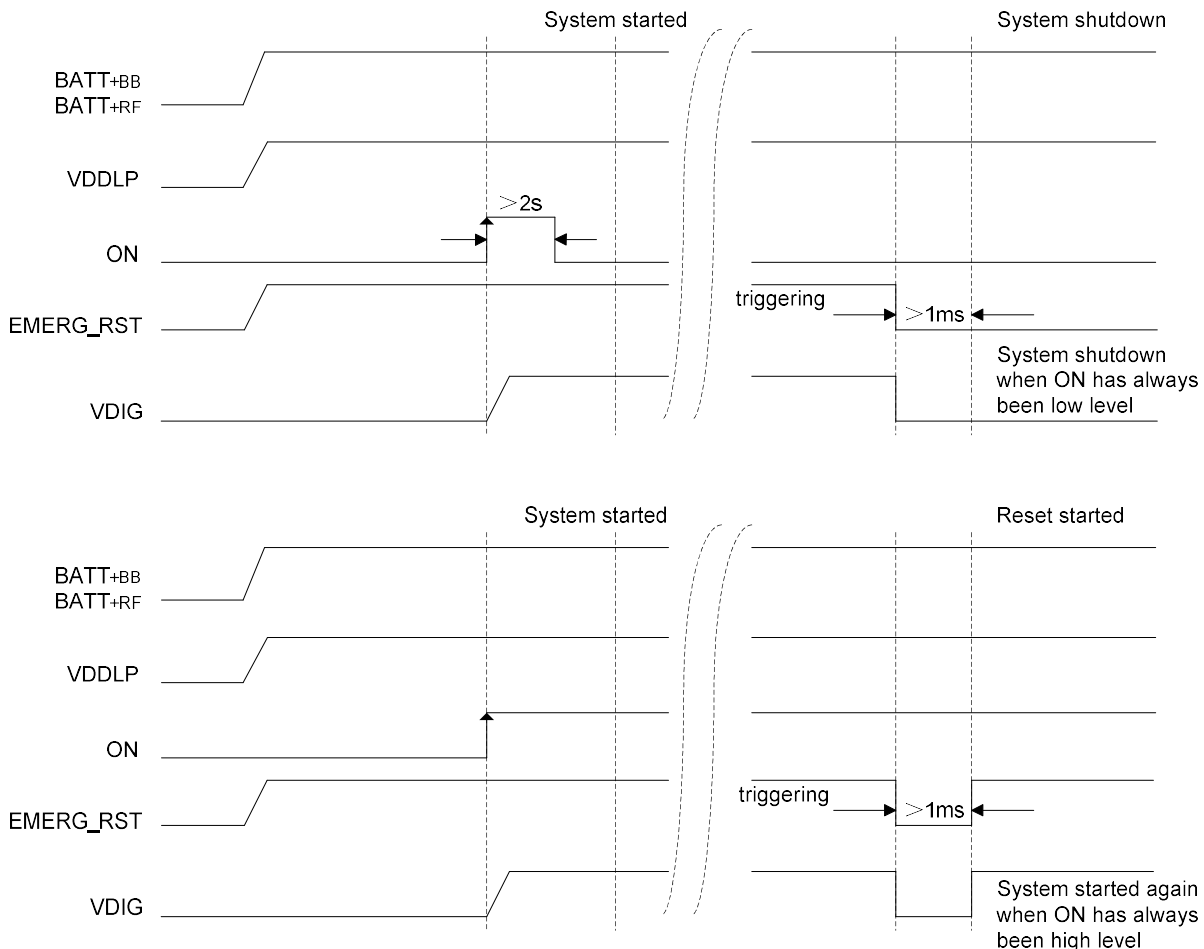 System started
System shutdown
BATT+BB
BATT+RF
VDDLP
>2s
ON
triggering
>1ms
EMERG_RST
System shutdown
when ON has always
been low level
VDIG
System started
Reset started
BATT+BB
BATT+RF
VDDLP
ON
triggering
>1ms
EMERG_RST
System started again
when ON has always
been high level
VDIG